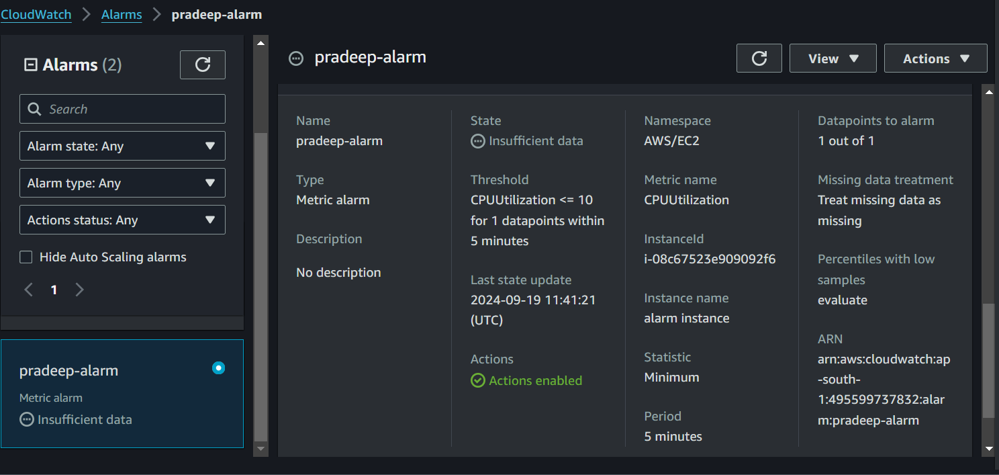 CloudWatch > Alarms > pradeep-alarm
Alarms (2)
Search
Alarm state: Any
Alarm type: Any
Actions status: Any
Hide Auto Scaling alarms
1
pradeep-alarm
Metric alarm
Insufficient data
pradeep-alarm
View
Actions
Name
pradeep-alarm
Type
Metric alarm
Description
No description
State
Insufficient data
Threshold
CPUUtilization <= 10
for 1 datapoints within
5 minutes
Last state update
2024-09-19 11:41:21
(UTC)
Actions
Actions enabled
Namespace
AWS/EC2
Metric name
CPUUtilization
InstanceId
i-08c67523e909092f6
Instance name
alarm instance
Statistic
Minimum
Period
5 minutes
Datapoints to alarm
1 out of 1
Missing data treatment
Treat missing data as
missing
Percentiles with low
samples
evaluate
ARN
arn:aws:cloudwatch:ap
-south-
1:495599737832:alar
m:pradeep-alarm